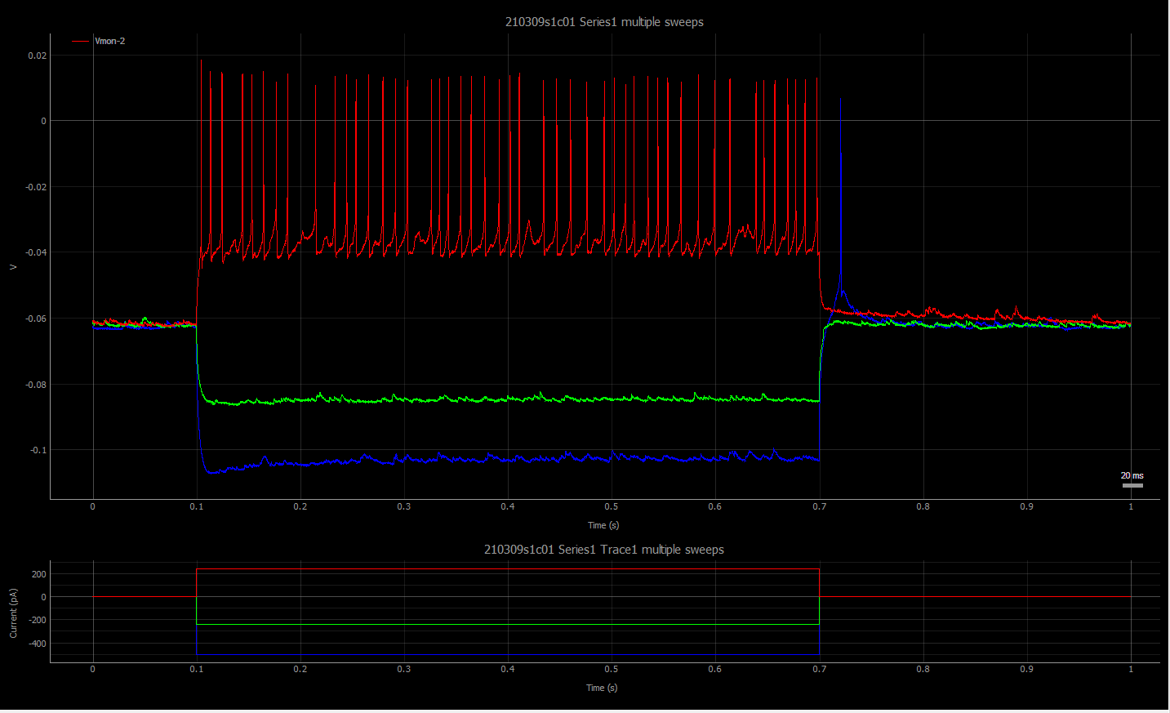 210309s1c01 Series1 multiple sweeps
Vmon-2
0.02
0
-0.02
-0.04
V
-0.06
-0.08
-0.1
20 ms
0 0.1 0.2 0.3 0.4 0.5 0.6 0.7 0.8 0.9 1
Time (s)
210309s1c01 Series1 Trace1 multiple sweeps
200
0
-200
-400
Current (pA)
0 0.1 0.2 0.3 0.4 0.5 0.6 0.7 0.8 0.9 1
Time (s)